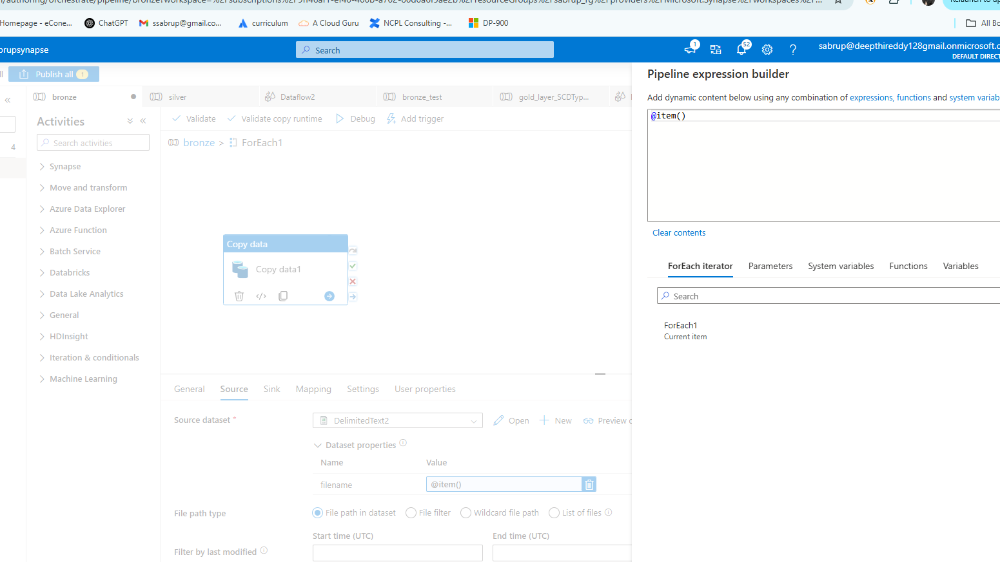 Homepage - eCone...
ChatGPT
ssabrup@gmail.co...
curriculum
A Cloud Guru
NCPL Consulting -...
DP-900
All Bo
brupsynapse
Search
1
52
sabrup@deepthireddy128gmail.onmicrosoft.c
DEFAULT DIRECT
Publish all 1
bronze
silver
Dataflow2
bronze_test
gold_layer_SCDTyp...
Activities
Search activities
4
Synapse
Move and transform
Azure Data Explorer
Azure Function
Batch Service
Databricks
Data Lake Analytics
General
HDInsight
Iteration & conditionals
Machine Learning
Validate
Validate copy runtime
Debug
Add trigger
bronze > ForEach1
Copy data
Copy data1
General
Source
Sink
Mapping
Settings
User properties
Source dataset *
DelimitedText2
Open
New
Preview
Dataset properties
Name
Value
filename
@item()
File path type
File path in dataset
File filter
Wildcard file path
List of files
Start time (UTC)
End time (UTC)
Filter by last modified
Pipeline expression builder
Add dynamic content below using any combination of expressions, functions and system variab
@item()
Clear contents
ForEach iterator
Parameters
System variables
Functions
Variables
Search
ForEach1
Current item